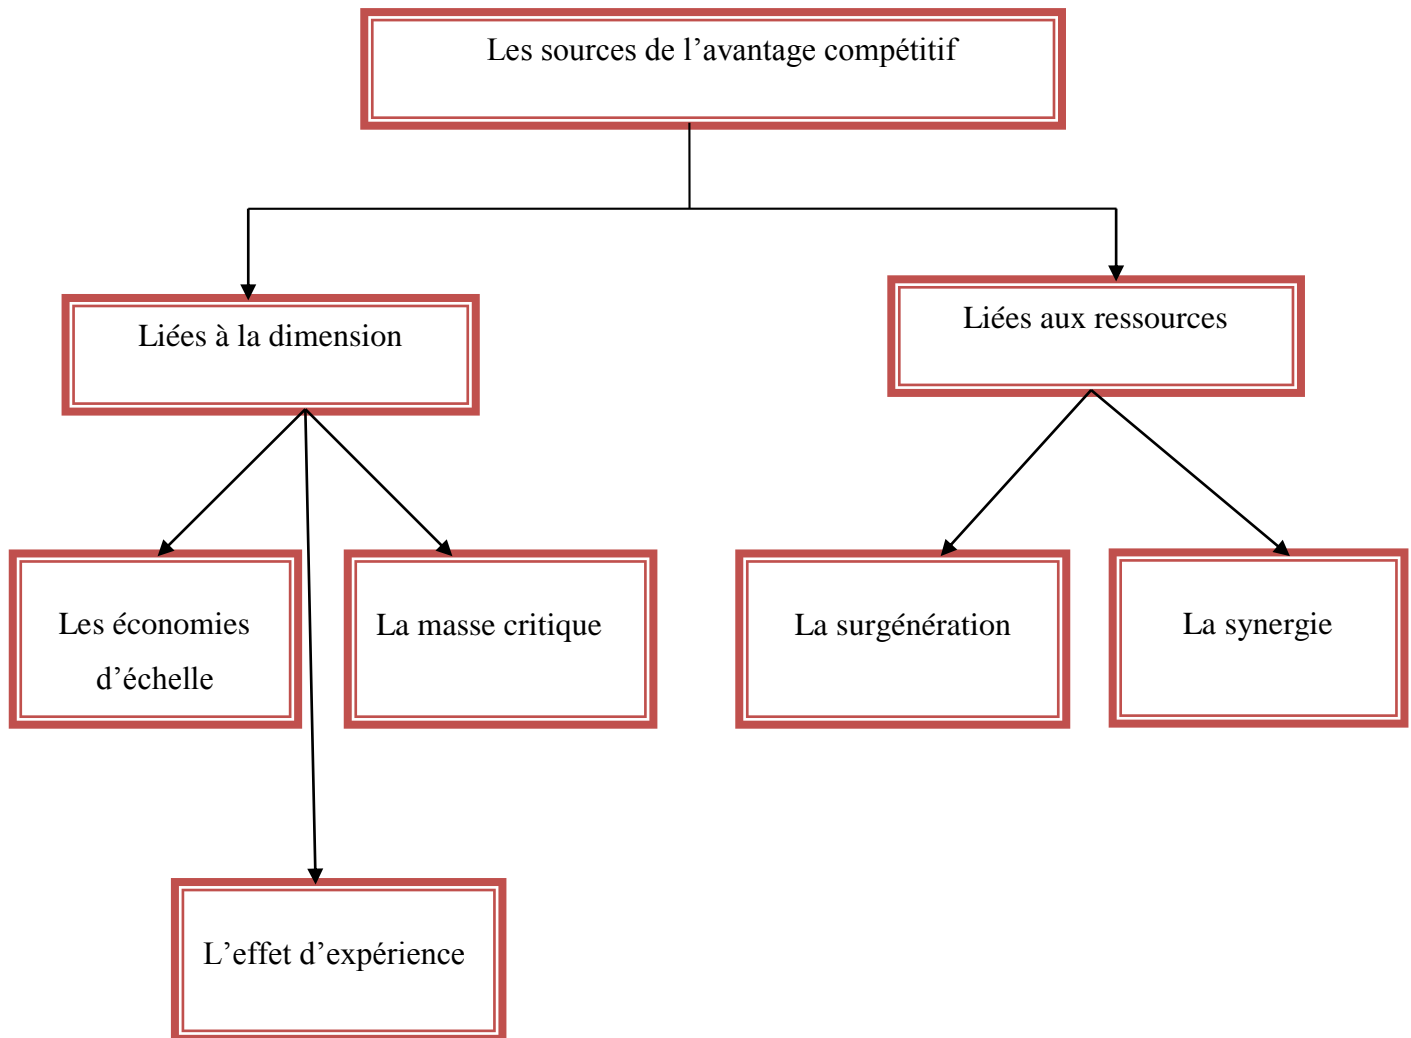 Les sources de l’avantage compétitif
Liées à la dimension
Liées aux ressources
Les économies
d’échelle
La masse critique
La surgénération
La synergie
L’effet d’expérience